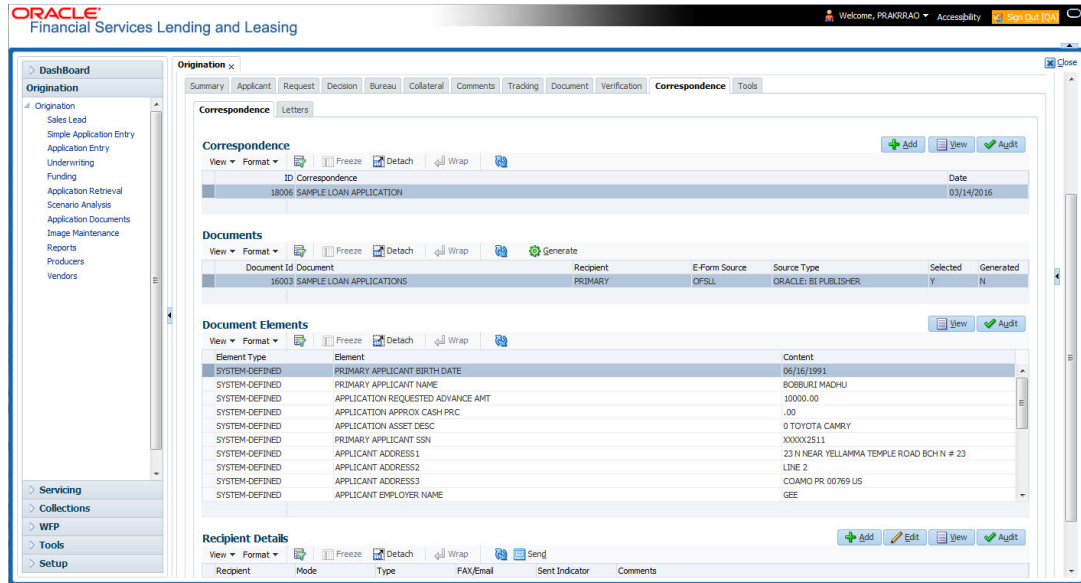 ORACLE
Financial Services Lending and Leasing
Welcome, PRAKRRAO Accessibility Sign Out [QA]
Close
DashBoard
Origination
Origination
Sales Lead
Simple Application Entry
Application Entry
Underwriting
Funding
Application Retrieval
Scenario Analysis
Application Documents
Image Maintenance
Reports
Producers
Vendors
Servicing
Collections
WFP
Tools
Setup
Origination x
Summary Applicant Request Decision Bureau Collateral Comments Tracking Document Verification Correspondence Tools
Correspondence Letters
Correspondence Add View Audit
View Format Freeze Detach Wrap
ID Correspondence Date
18006 SAMPLE LOAN APPLICATION 03/14/2016
Documents
View Format Freeze Detach Wrap Generate
Document Id Document Recipient E-Form Source Source Type Selected Generated
16003 SAMPLE LOAN APPLICATIONS PRIMARY OFSLL ORACLE: BI PUBLISHER Y N
Document Elements View Audit
View Format Freeze Detach Wrap
Element Type Element Content
SYSTEM-DEFINED PRIMARY APPLICANT BIRTH DATE 06/16/1991
SYSTEM-DEFINED PRIMARY APPLICANT NAME BOBBURI MADHU
SYSTEM-DEFINED APPLICATION REQUESTED ADVANCE AMT 10000.00
SYSTEM-DEFINED APPLICATION APPROX CASH PRC .00
SYSTEM-DEFINED APPLICATION ASSET DESC 0 TOYOTA CAMRY
SYSTEM-DEFINED PRIMARY APPLICANT SSN XXXXX2511
SYSTEM-DEFINED APPLICANT ADDRESS1 23 N NEAR YELLAMMA TEMPLE ROAD BCH N # 23
SYSTEM-DEFINED APPLICANT ADDRESS2 LINE 2
SYSTEM-DEFINED APPLICANT ADDRESS3 COAMO PR 00769 US
SYSTEM-DEFINED APPLICANT EMPLOYER NAME GEE
Recipient Details Add Edit View Audit
View Format Freeze Detach Wrap Send
Recipient Mode Type FAX/Email Sent Indicator Comments